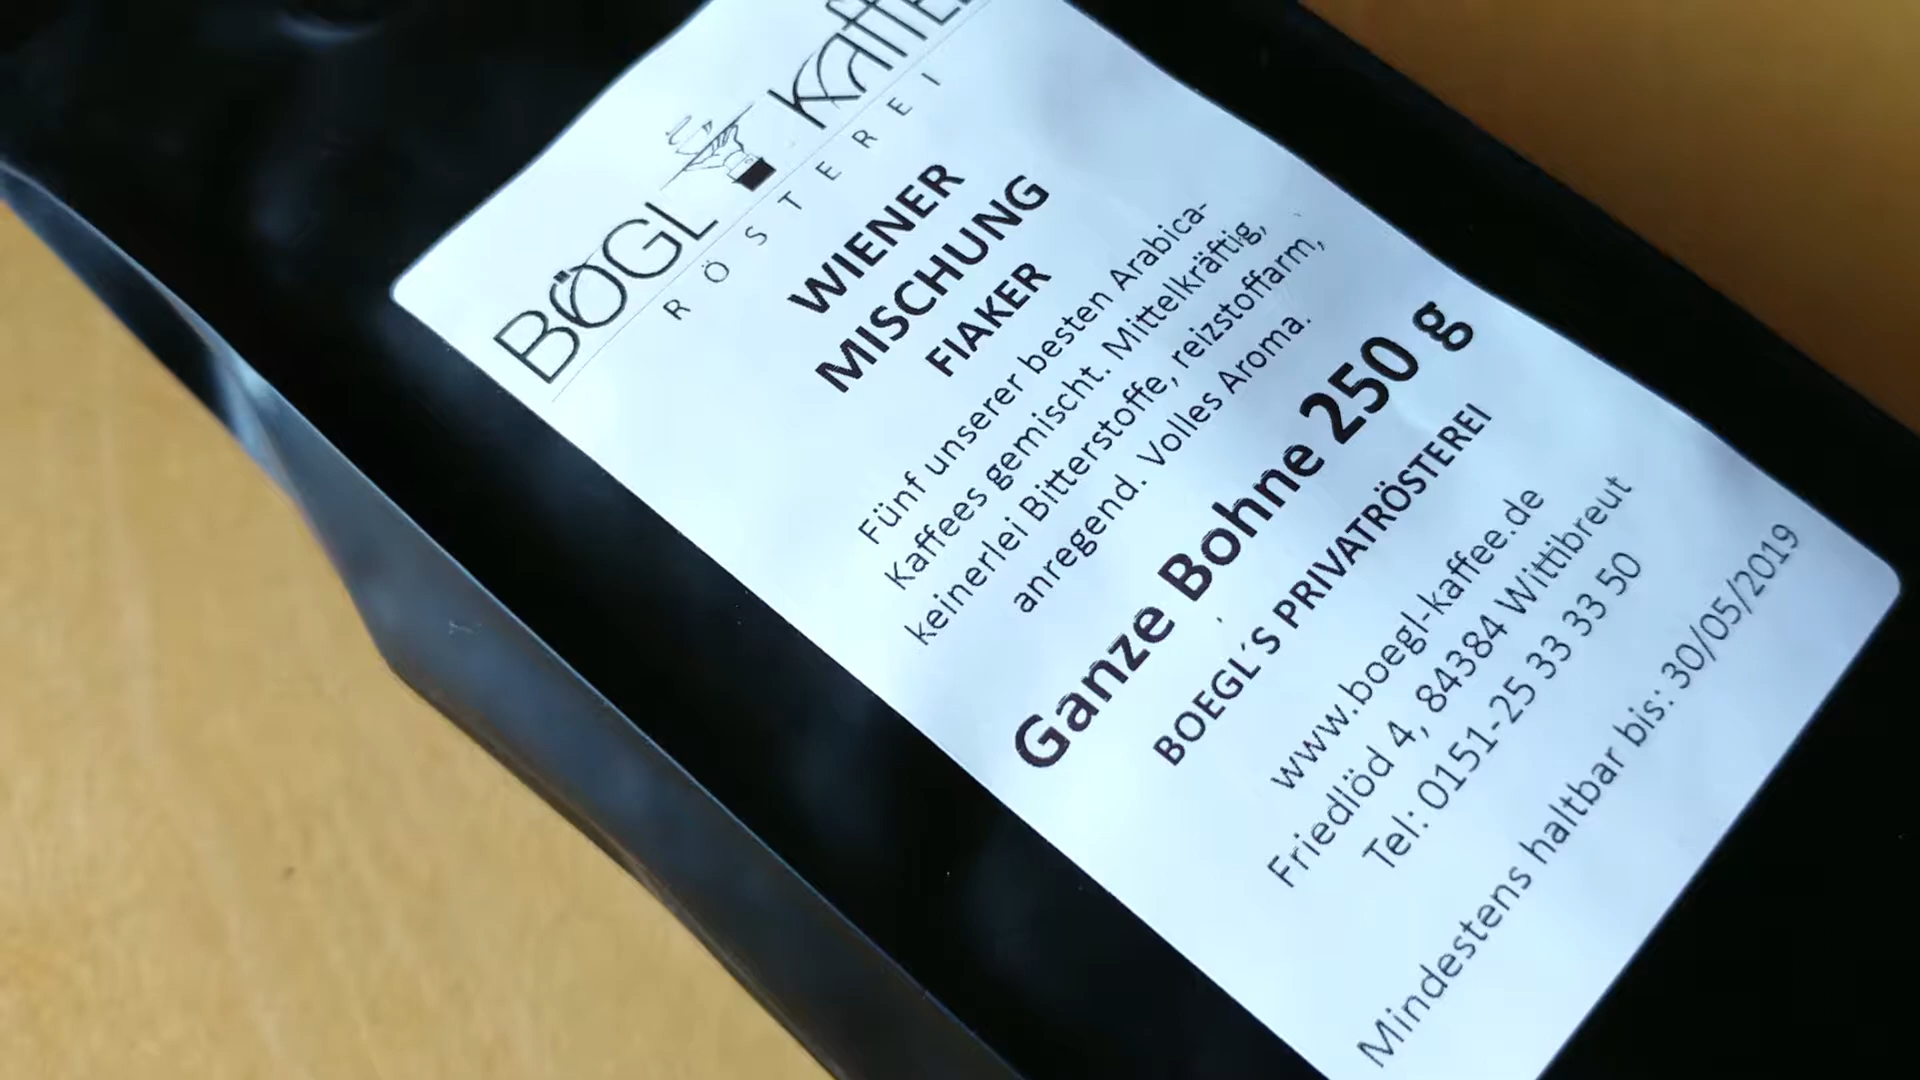 BÖGL KAFFEE
RÖSTEREI
WIENER
MISCHUNG
FIAKER
Fünf unserer besten Arabica-
Kaffees gemischt. Mittelkräftig,
keinerlei Bitterstoffe, reizstoffarm,
anregend. Volles Aroma.
Ganze Bohne 250 g
BOEGL´S PRIVATRÖSTEREI
www.boegl-kaffee.de
Friedlöd 4, 84384 Wittibreut
Tel: 0151-25 33 33 50
Mindestens haltbar bis: 30/05/2019